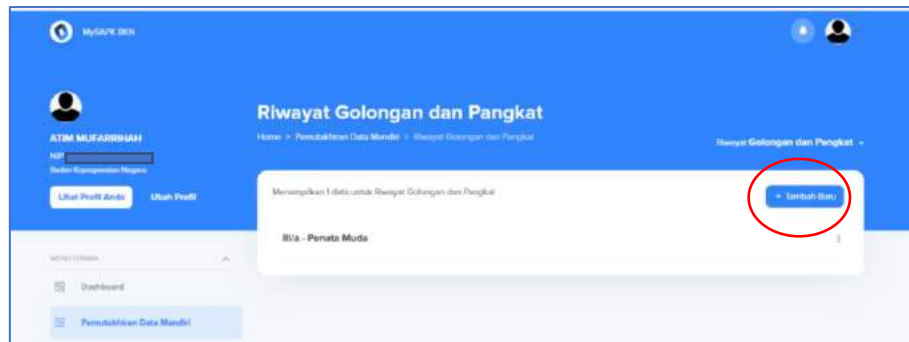 MySAPK BKN
ATIM MUFARRIHAH
NIP
Badan Kepegawaian Negara
Lihat Profil Anda Ubah Profil
Riwayat Golongan dan Pangkat
Home > Pemutakhiran Data Mandiri > Riwayat Golongan dan Pangkat
Riwayat Golongan dan Pangkat
Menampilkan 1 data untuk Riwayat Golongan dan Pangkat
+ Tambah Baru
III/a - Penata Muda
MENU UTAMA
Dashboard
Pemutakhiran Data Mandiri